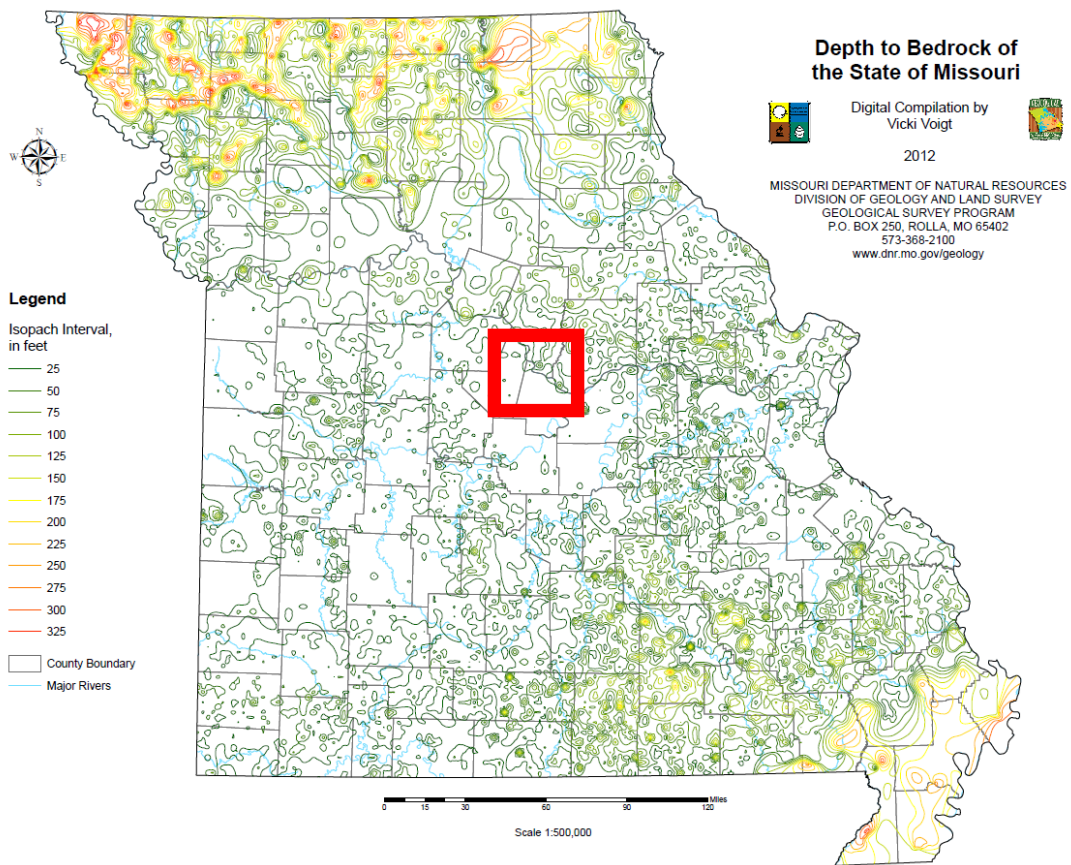 Depth to Bedrock of
the State of Missouri
Digital Compilation by
Vicki Voigt
2012
MISSOURI DEPARTMENT OF NATURAL RESOURCES
DIVISION OF GEOLOGY AND LAND SURVEY
GEOLOGICAL SURVEY PROGRAM
P.O. BOX 250, ROLLA, MO 65402
573-368-2100
www.dnr.mo.gov/geology
N
W E
S
Legend
Isopach Interval,
in feet
25
50
75
100
125
150
175
200
225
250
275
300
325
County Boundary
Major Rivers
0 15 30 60 90 120 Miles
Scale 1:500,000